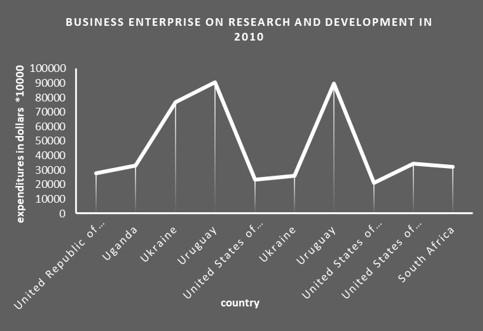 BUSINESS ENTERPRISE ON RESEARCH AND DEVELOPMENT IN
2010
expenditures in dollars *10000
100000
90000
80000
70000
60000
50000
40000
30000
20000
10000
0
United Republic of...
Uganda
Ukraine
Uruguay
United States of...
Ukraine
Uruguay
United States of...
United States of...
South Africa
country